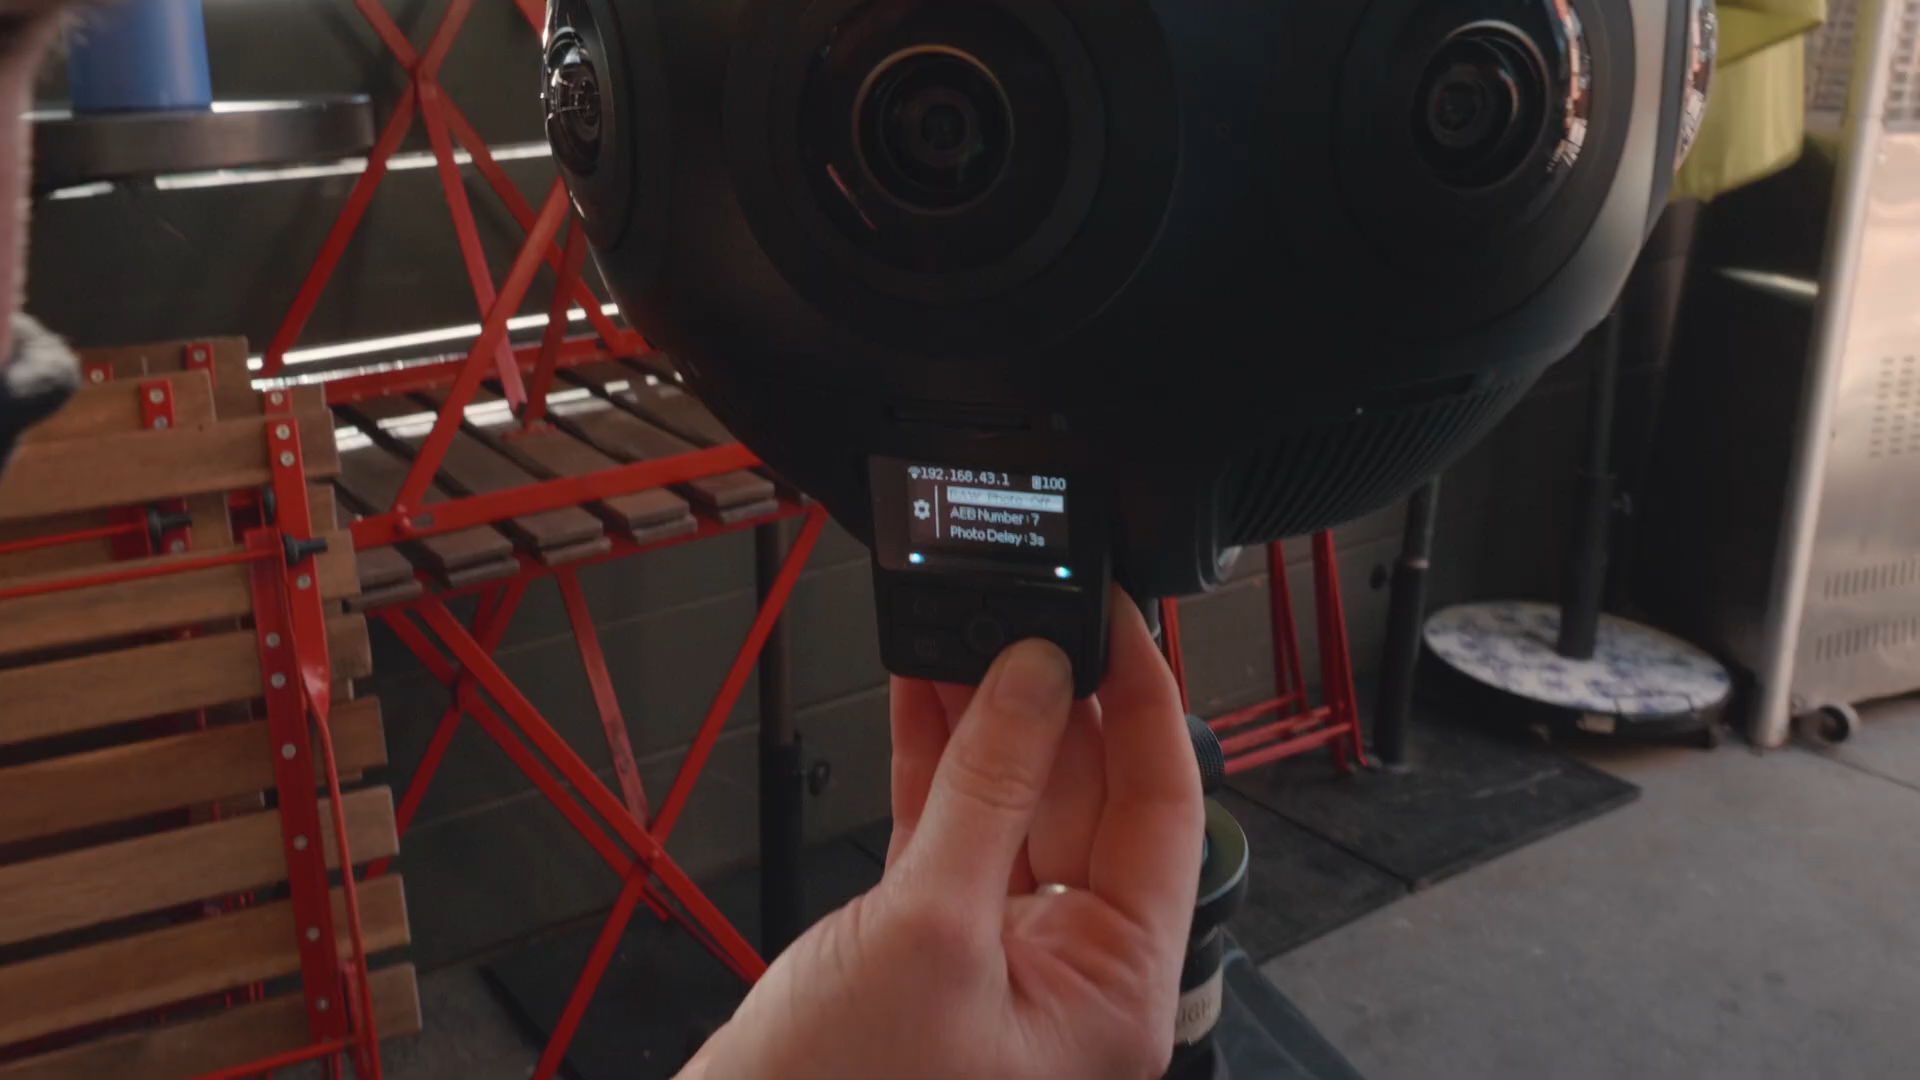 192.168.43.1 100
RAW Photo: Off
AEB Number: 7
Photo Delay: 3s